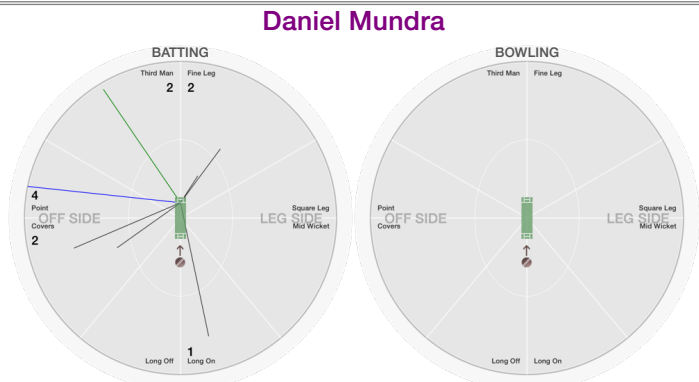 Daniel Mundra
BATTING
Third Man Fine Leg
2 2
4
Point
OFF SIDE
Covers
2
Square Leg
LEG SIDE
Mid Wicket
1
Long Off Long On
BOWLING
Third Man Fine Leg
Point
OFF SIDE
Covers
Square Leg
LEG SIDE
Mid Wicket
Long Off Long On